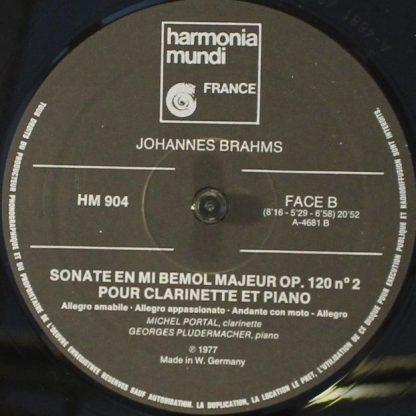 harmonia
mundi
FRANCE
JOHANNES BRAHMS
HM 904
FACE B
(8'16 - 5'29 - 6'58) 20'52
A-4681 B
SONATE EN MI BEMOL MAJEUR OP. 120 n° 2
POUR CLARINETTE ET PIANO
Allegro amabile - Allegro appassionato - Andante con moto - Allegro
MICHEL PORTAL, clarinette
GEORGES PLUDERMACHER, piano
℗ 1977
Made in W. Germany
TOUS DROITS DU PRODUCTEUR PHONOGRAPHIQUE ET DU PROPRIETAIRE DE L'ŒUVRE ENREGISTREE RESERVES SAUF AUTORISATION. LA DUPLICATION, LA LOCATION, LE PRET, L'UTILISATION DE CE DISQUE POUR EXECUTION PUBLIQUE ET RADIODIFFUSION SONT INTERDITS.